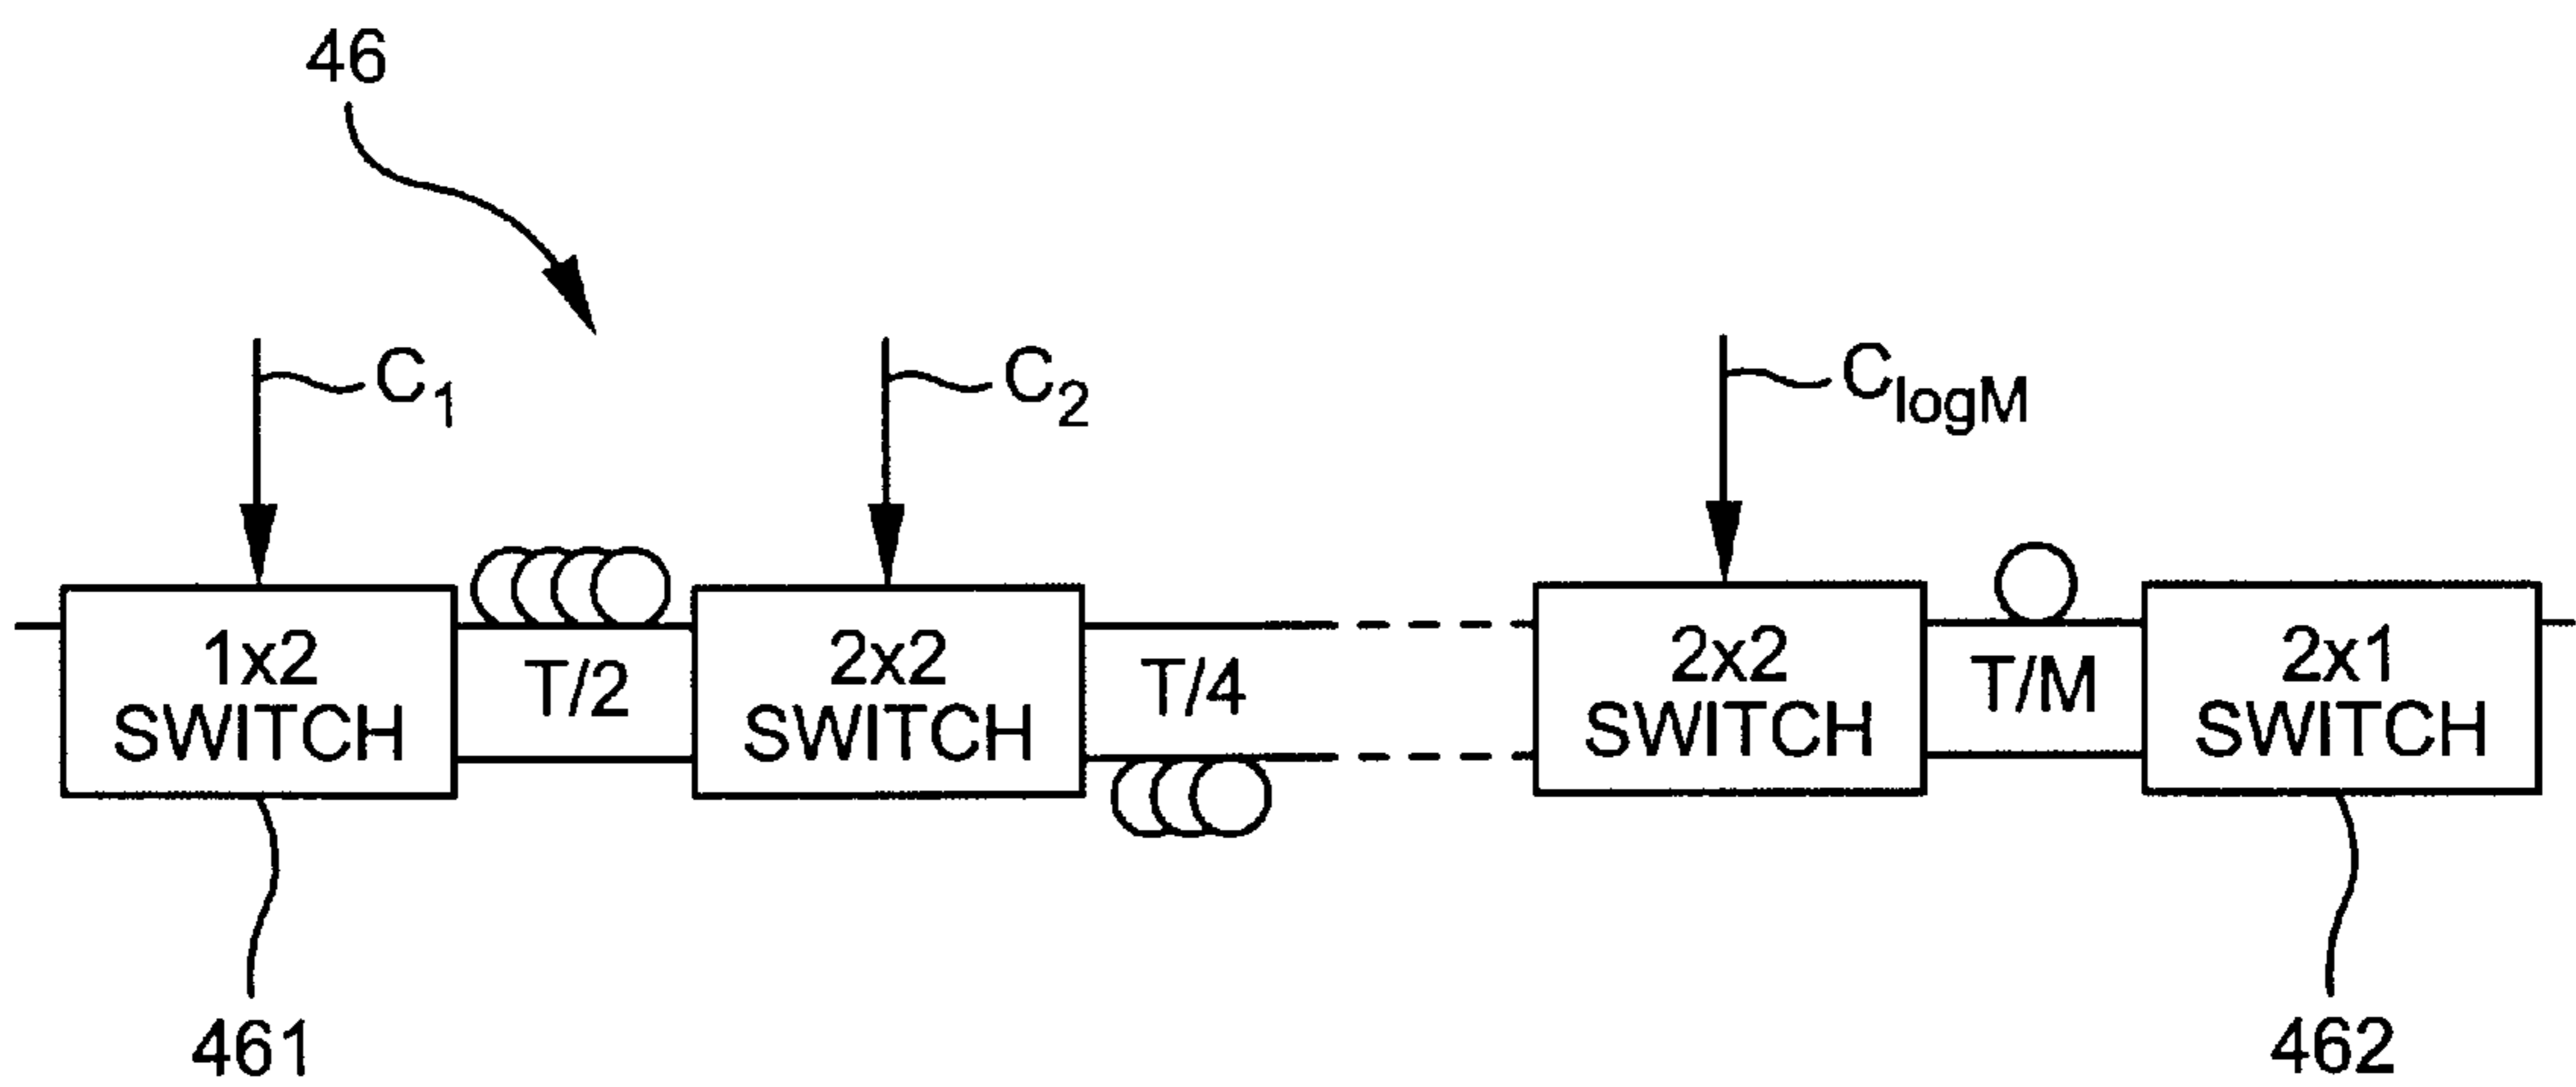 46
C1
C2
ClogM
1x2
SWITCH
T/2
2x2
SWITCH
T/4
2x2
SWITCH
T/M
2x1
SWITCH
461
462